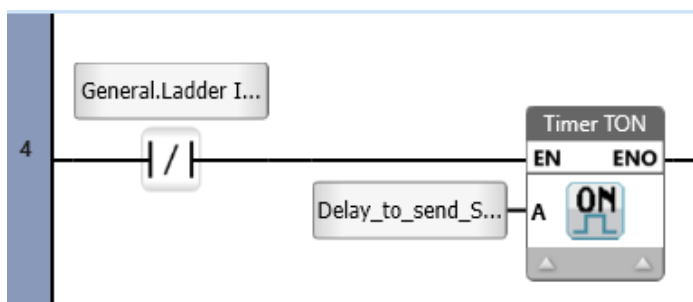 General.Ladder I...
4
Timer TON
EN ENO
Delay_to_send_S...
A
ON